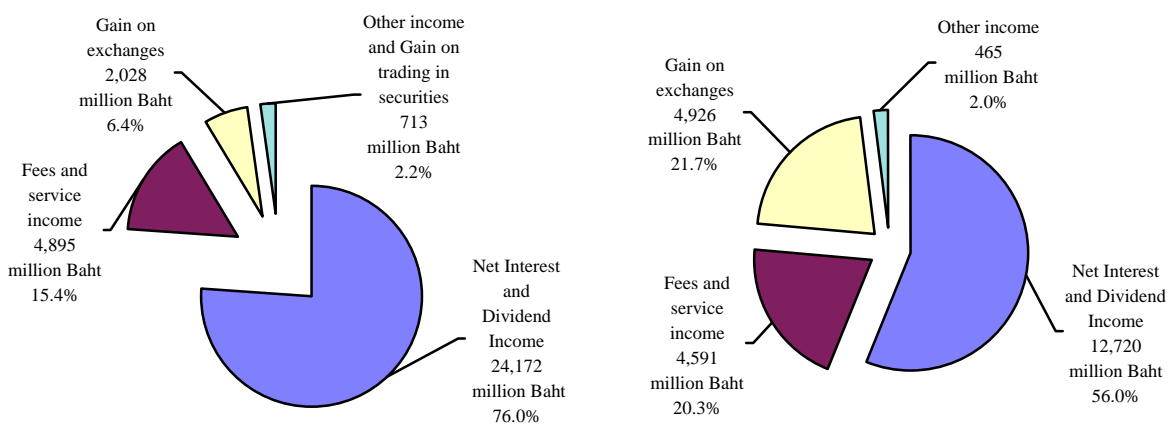 Gain on
exchanges
2,028
million Baht
6.4%
Other income
and Gain on
trading in
securities
713
million Baht
2.2%
Fees and
service
income
4,895
million Baht
15.4%
Net Interest
and
Dividend
Income
24,172
million Baht
76.0%
Other income
465
million Baht
2.0%
Gain on
exchanges
4,926
million Baht
21.7%
Fees and
service
income
4,591
million Baht
20.3%
Net Interest
and Dividend
Income
12,720
million Baht
56.0%